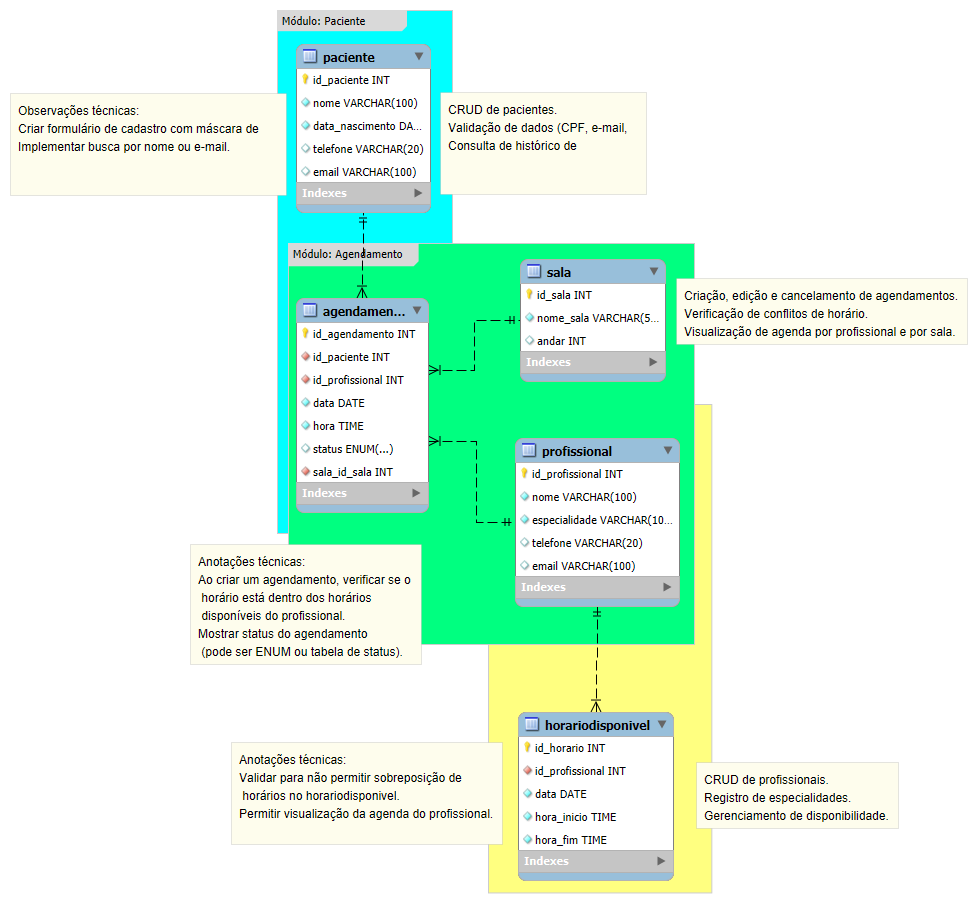 Módulo: Paciente
paciente
id_paciente INT
nome VARCHAR(100)
data_nascimento DA...
telefone VARCHAR(20)
email VARCHAR(100)
Indexes
Observações técnicas:
Criar formulário de cadastro com máscara de
Implementar busca por nome ou e-mail.
CRUD de pacientes.
Validação de dados (CPF, e-mail,
Consulta de histórico de
Módulo: Agendamento
agendamen...
id_agendamento INT
id_paciente INT
id_profissional INT
data DATE
hora TIME
status ENUM(...)
sala_id_sala INT
Indexes
sala
id_sala INT
nome_sala VARCHAR(5...
andar INT
Indexes
Criação, edição e cancelamento de agendamentos.
Verificação de conflitos de horário.
Visualização de agenda por profissional e por sala.
profissional
id_profissional INT
nome VARCHAR(100)
especialidade VARCHAR(10...
telefone VARCHAR(20)
email VARCHAR(100)
Indexes
Anotações técnicas:
Ao criar um agendamento, verificar se o
horário está dentro dos horários
disponíveis do profissional.
Mostrar status do agendamento
(pode ser ENUM ou tabela de status).
horariodisponivel
id_horario INT
id_profissional INT
data DATE
hora_inicio TIME
hora_fim TIME
Indexes
Anotações técnicas:
Validar para não permitir sobreposição de
horários no horariodisponivel.
Permitir visualização da agenda do profissional.
CRUD de profissionais.
Registro de especialidades.
Gerenciamento de disponibilidade.